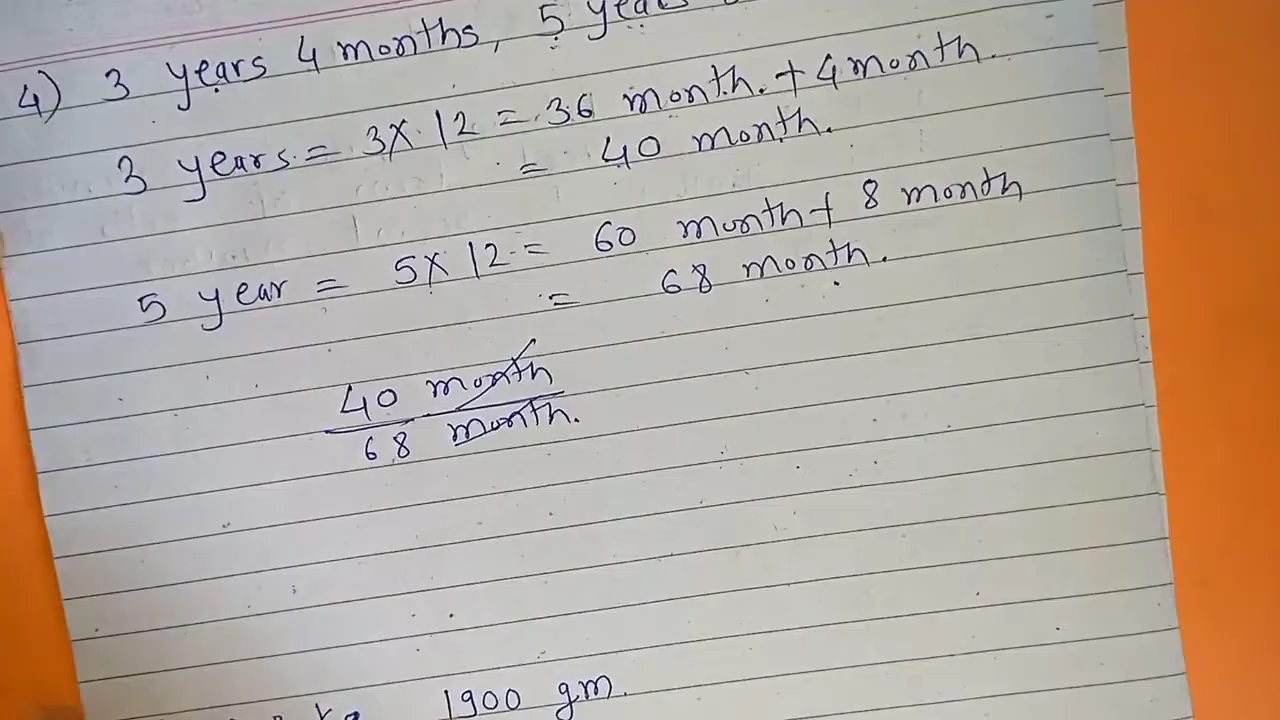 4) 3 years 4 months, 5 years
3 years. = 3 x 12 = 36 month. + 4 month.
= 40 month.
5 year = 5 x 12 = 60 month + 8 month
= 68 month.
40 month
68 month.
1900 gm.